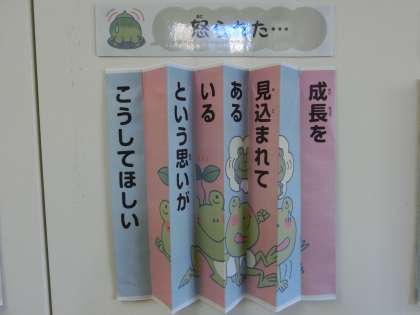 怒られた…
成長を
見込まれて
ある
いる
という思いが
こうしてほしい